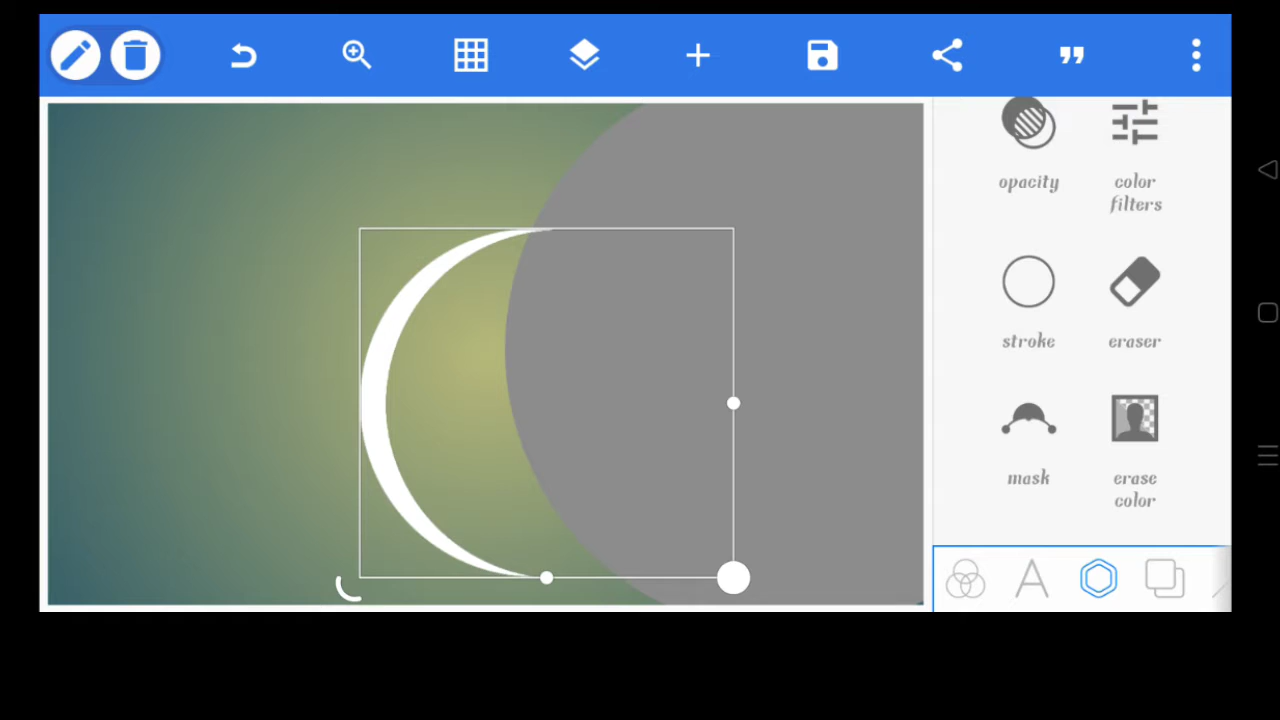 opacity
color
filters
stroke
eraser
mask
erase
color